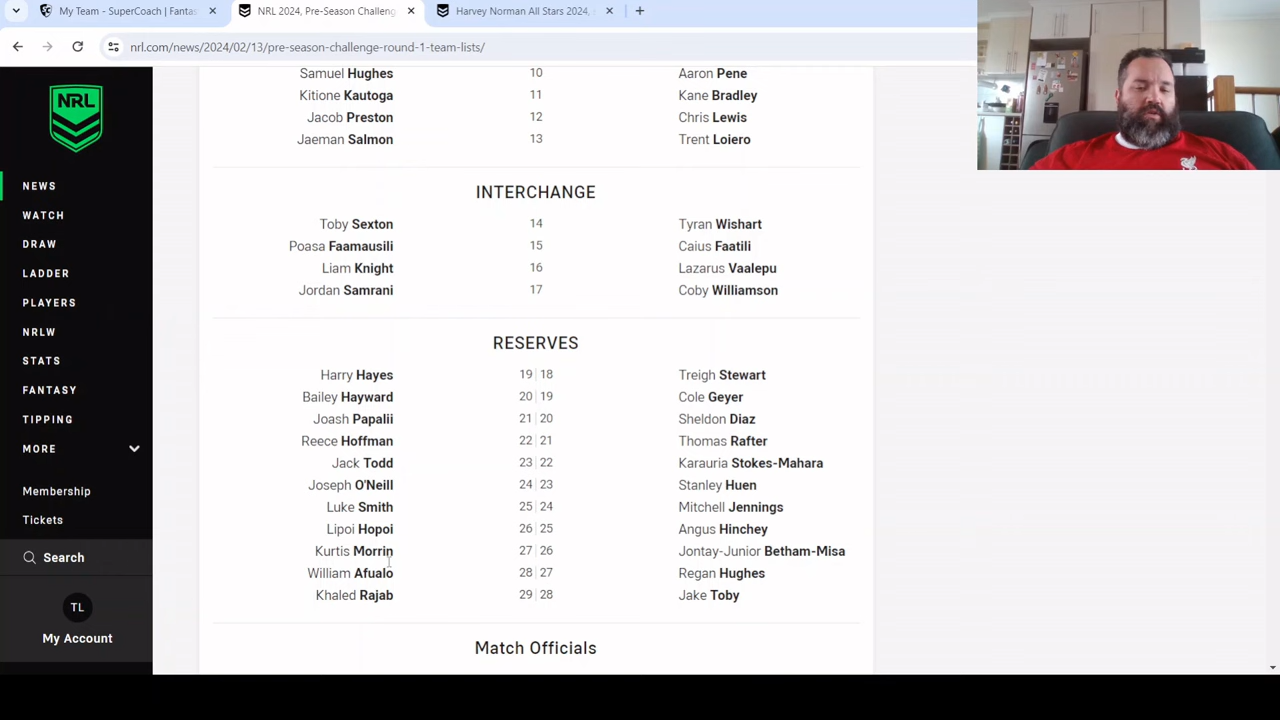 My Team - SuperCoach | Fantas
NRL 2024, Pre-Season Challeng
Harvey Norman All Stars 2024,
nrl.com/news/2024/02/13/pre-season-challenge-round-1-team-lists/
NRL
NEWS
WATCH
DRAW
LADDER
PLAYERS
NRLW
STATS
FANTASY
TIPPING
MORE
Membership
Tickets
Search
TL
My Account
Samuel Hughes 10 Aaron Pene
Kitione Kautoga 11 Kane Bradley
Jacob Preston 12 Chris Lewis
Jaeman Salmon 13 Trent Loiero
INTERCHANGE
Toby Sexton 14 Tyran Wishart
Poasa Faamausili 15 Caius Faatili
Liam Knight 16 Lazarus Vaalepu
Jordan Samrani 17 Coby Williamson
RESERVES
Harry Hayes 19 | 18 Treigh Stewart
Bailey Hayward 20 | 19 Cole Geyer
Joash Papalii 21 | 20 Sheldon Diaz
Reece Hoffman 22 | 21 Thomas Rafter
Jack Todd 23 | 22 Karauria Stokes-Mahara
Joseph O'Neill 24 | 23 Stanley Huen
Luke Smith 25 | 24 Mitchell Jennings
Lipoi Hopoi 26 | 25 Angus Hinchey
Kurtis Morrin 27 | 26 Jontay-Junior Betham-Misa
William Afualo 28 | 27 Regan Hughes
Khaled Rajab 29 | 28 Jake Toby
Match Officials